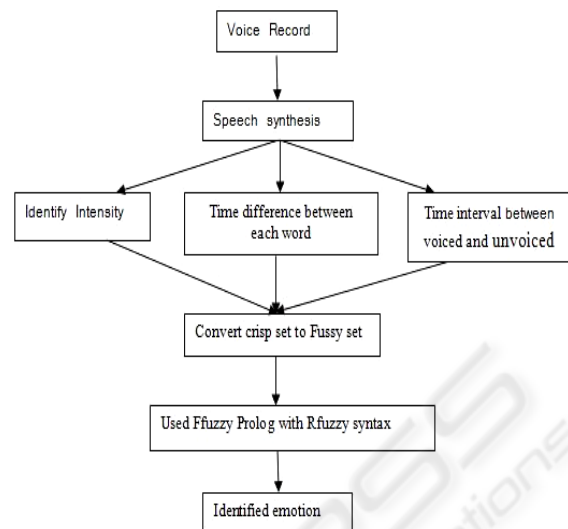 Voice Record
Speech synthesis
Identify Intensity
Time difference between
each word
Time interval between
voiced and unvoiced
Convert crisp set to Fussy set
Used Ffuzzy Prolog with Rfuzzy syntax
Identified emotion